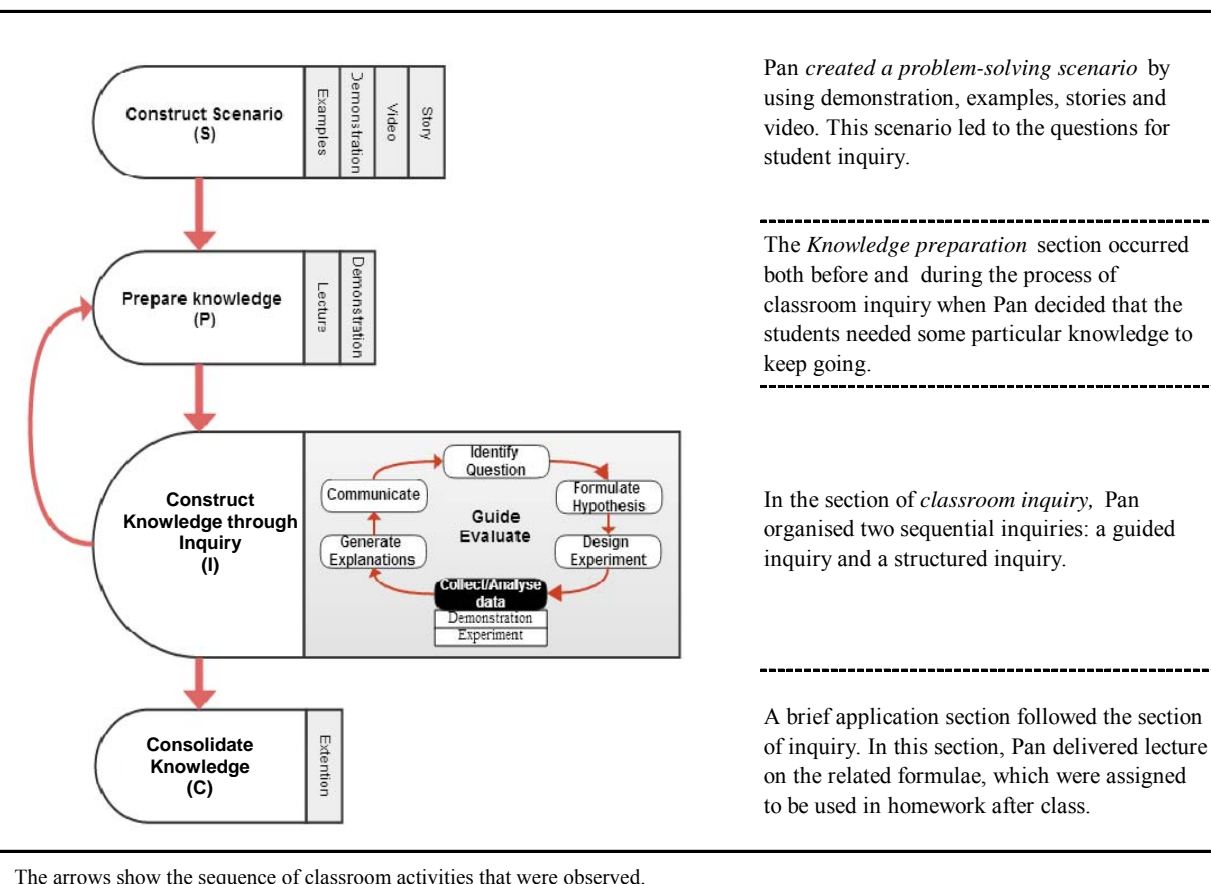 Construct Scenario
(S)
Examples
Demonstration
Video
Story
Pan created a problem-solving scenario by
using demonstration, examples, stories and
video. This scenario led to the questions for
student inquiry.
Prepare knowledge
(P)
Lecture
Demonstration
The Knowledge preparation section occurred
both before and during the process of
classroom inquiry when Pan decided that the
students needed some particular knowledge to
keep going.
Construct
Knowledge through
Inquiry
(I)
Identify
Question
Formulate
Hypothesis
Design
Experiment
Collect/Analyse
data
Demonstration
Experiment
Generate
Explanations
Communicate
Guide
Evaluate
In the section of classroom inquiry, Pan
organised two sequential inquiries: a guided
inquiry and a structured inquiry.
Consolidate
Knowledge
(C)
Extention
A brief application section followed the section
of inquiry. In this section, Pan delivered lecture
on the related formulae, which were assigned
to be used in homework after class.
The arrows show the sequence of classroom activities that were observed.